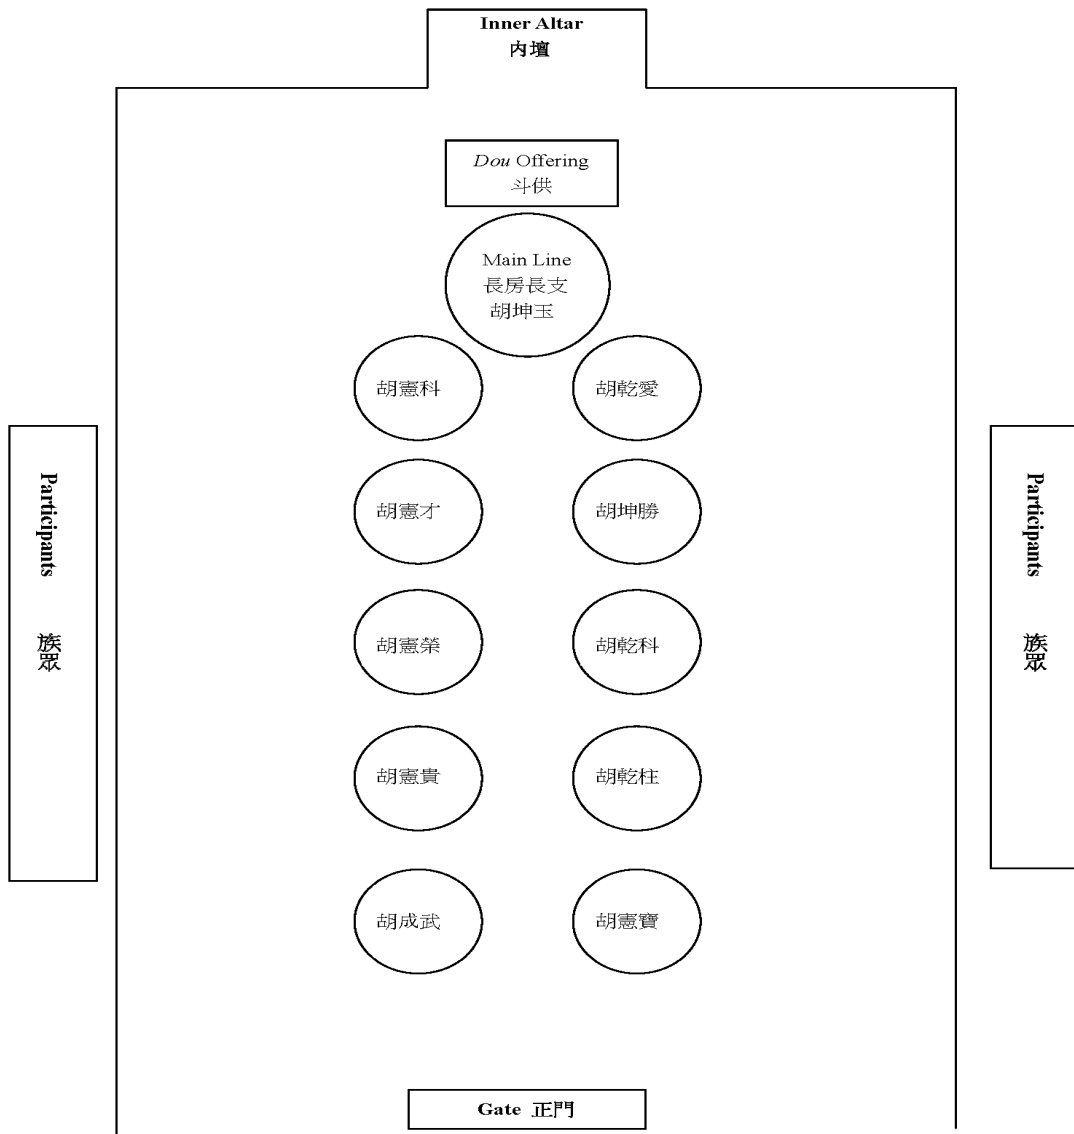 Inner Altar
內壇
Dou Offering
斗供
Main Line
長房長支
胡坤玉
胡憲科
胡乾愛
胡憲才
胡坤勝
胡憲榮
胡乾科
胡憲貴
胡乾柱
胡成武
胡憲寶
Participants 族眾
Participants 族眾
Gate 正門